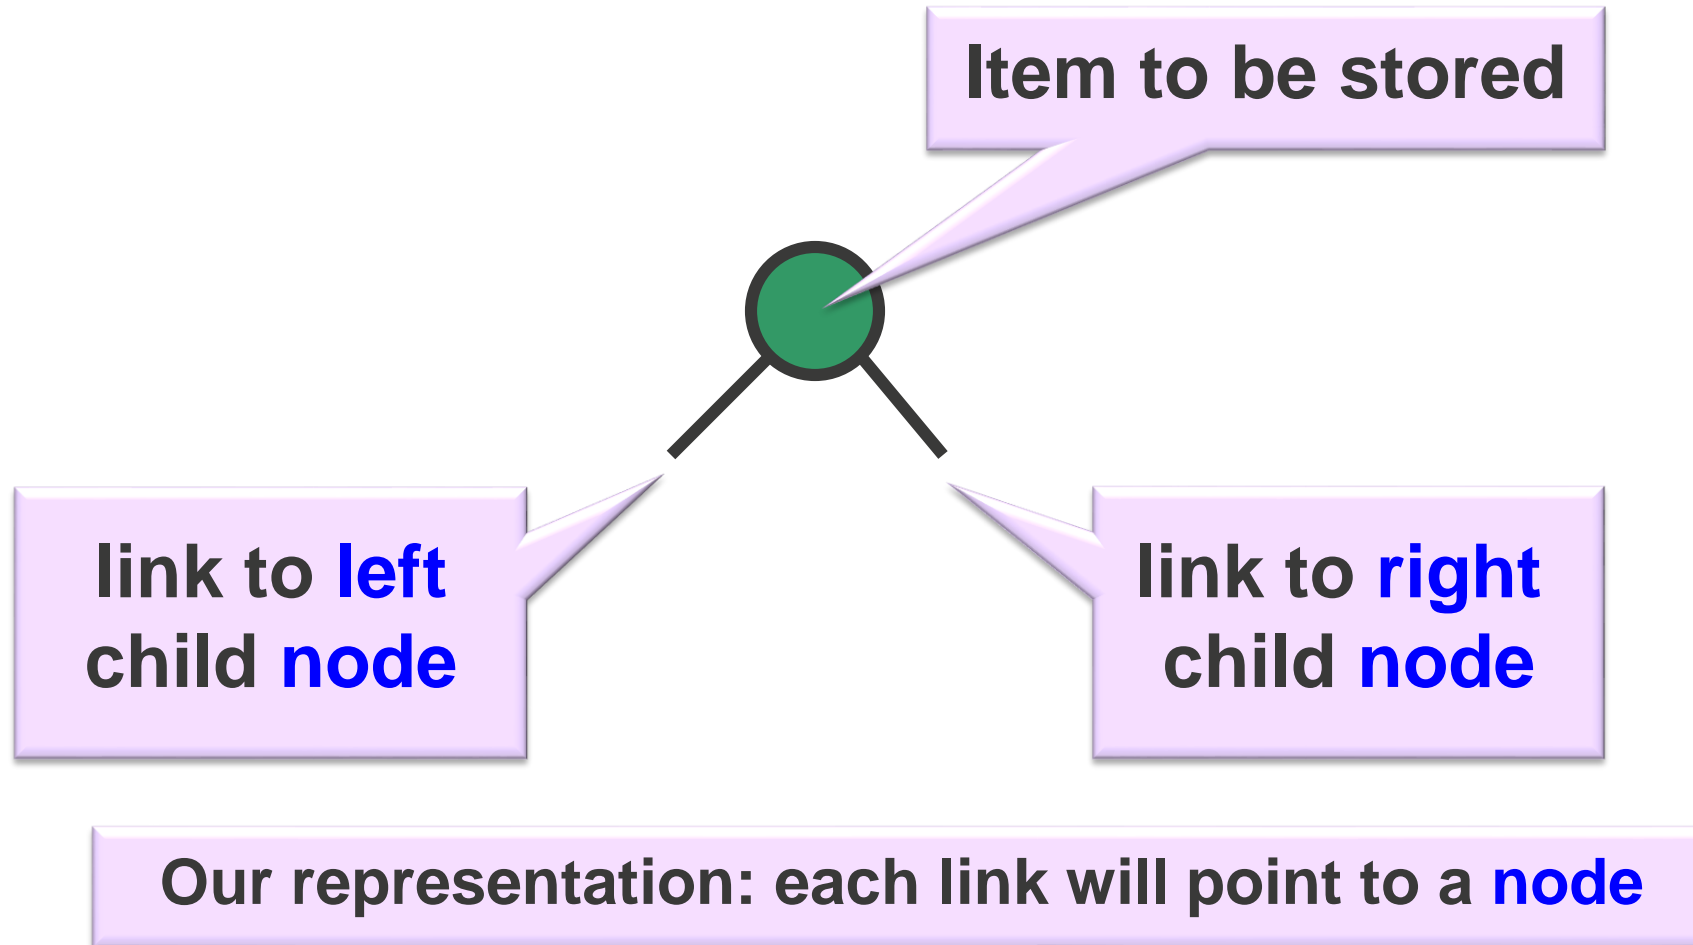 Item to be stored
link to left
child node
link to right
child node
Our representation: each link will point to a node